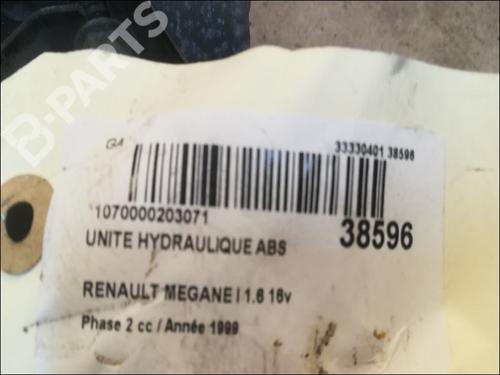 B-PARTS
GA
33330401 38596
1070000203071
38596
UNITE HYDRAULIQUE ABS
RENAULT MEGANE I 1.6 16v
Phase 2 cc / Année 1999